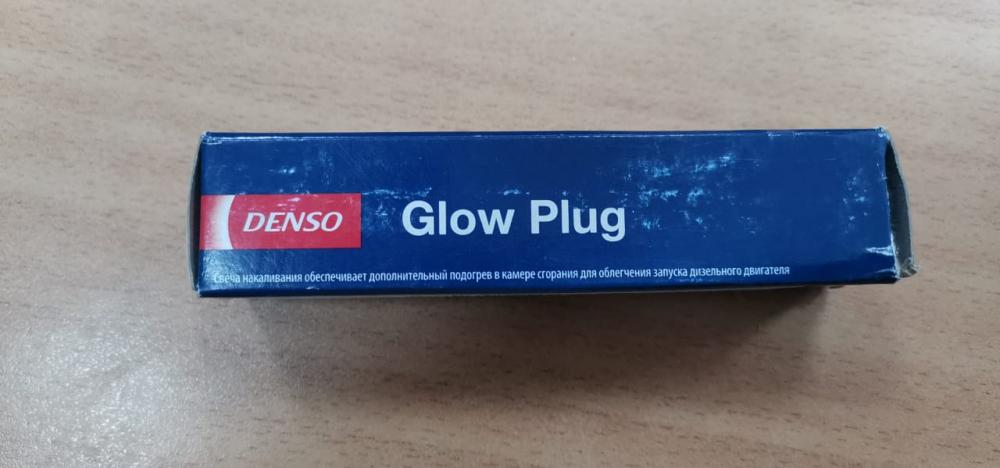 DENSO
Glow Plug
Свеча накаливания обеспечивает дополнительный подогрев в камере сгорания для облегчения запуска дизельного двигателя